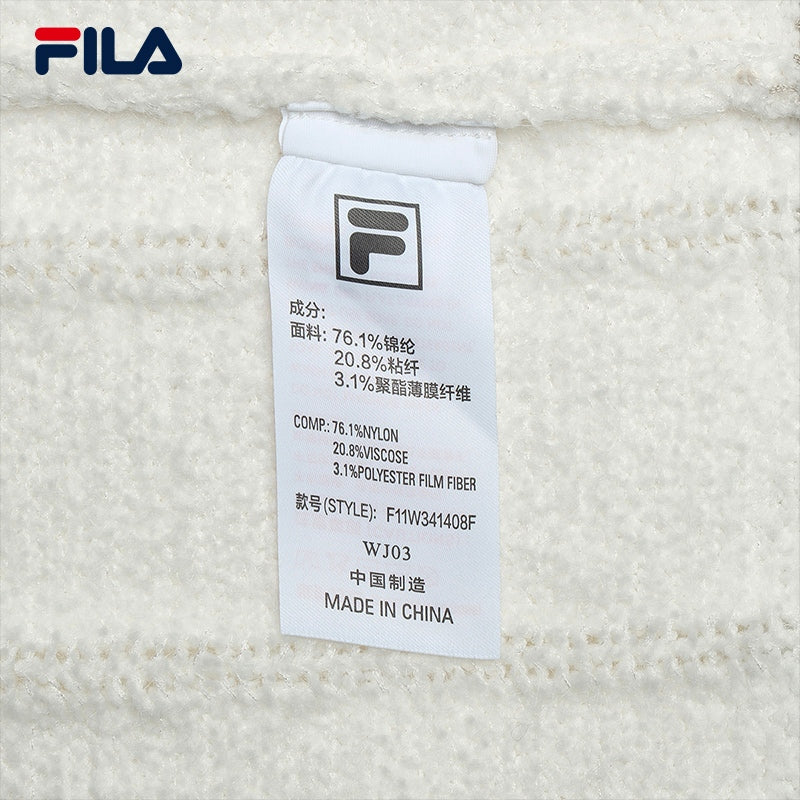 FILA
F
成分:
面料: 76.1%锦纶
20.8%粘纤
3.1%聚酯薄膜纤维
COMP.: 76.1%NYLON
20.8%VISCOSE
3.1%POLYESTER FILM FIBER
款号(STYLE): F11W341408F
WJ03
中国制造
MADE IN CHINA